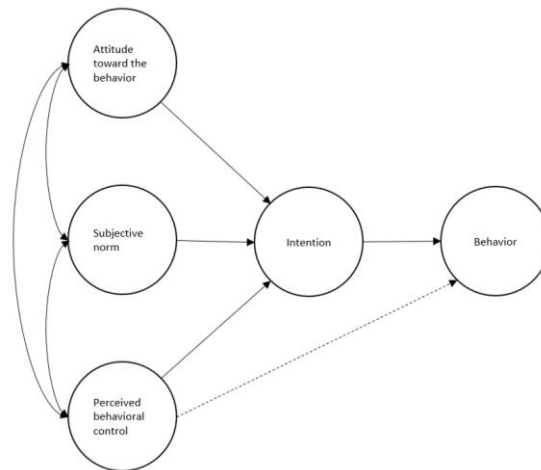 Attitude
toward the
behavior
Subjective
norm
Intention
Behavior
Perceived
behavioral
control